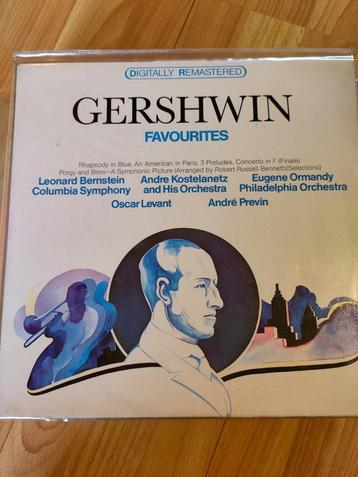 DIGITALLY REMASTERED
GERSHWIN
FAVOURITES
Rhapsody in Blue, An American in Paris, 3 Preludes, Concerto in F (Finale)
Porgy and Bess—A Symphonic Picture (Arranged by Robert Russell Bennett)(Selections)
Leonard Bernstein Andre Kostelanetz Eugene Ormandy
Columbia Symphony and His Orchestra Philadelphia Orchestra
Oscar Levant André Previn